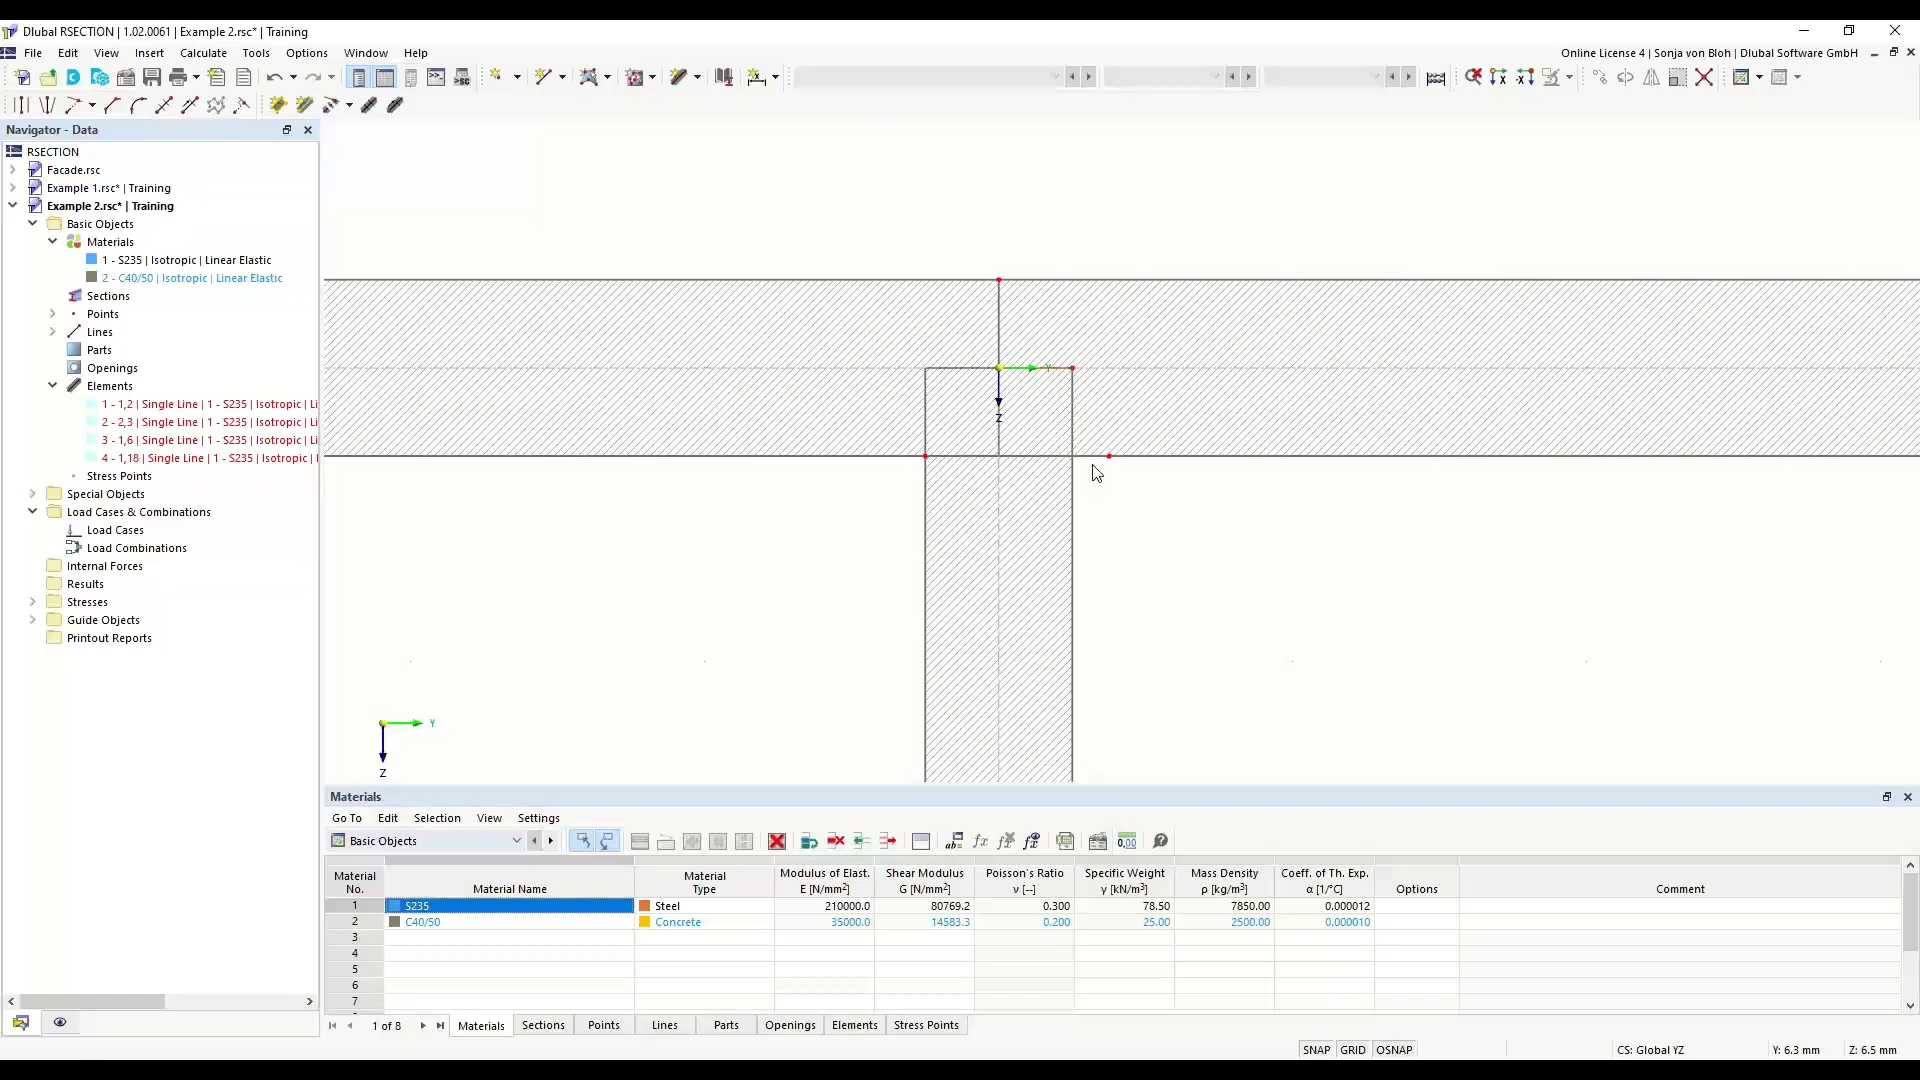 Dlubal RSECTION | 1.02.0061 | Example 2.rsc* | Training
File Edit View Insert Calculate Tools Options Window Help
Online License 4 | Sonja von Bloh | Dlubal Software GmbH
Navigator - Data
RSECTION
Facade.rsc
Example 1.rsc* | Training
Example 2.rsc* | Training
Basic Objects
Materials
1 - S235 | Isotropic | Linear Elastic
2 - C40/50 | Isotropic | Linear Elastic
Sections
Points
Lines
Parts
Openings
Elements
1 - 1,2 | Single Line | 1 - S235 | Isotropic | Li
2 - 2,3 | Single Line | 1 - S235 | Isotropic | Li
3 - 1,6 | Single Line | 1 - S235 | Isotropic | Li
4 - 1,18 | Single Line | 1 - S235 | Isotropic |
Stress Points
Special Objects
Load Cases & Combinations
Load Cases
Load Combinations
Internal Forces
Results
Stresses
Guide Objects
Printout Reports
Y
Z
Y
Z
Materials
Go To Edit Selection View Settings
Basic Objects
Material No. Material Name Material Type Modulus of Elast. E [N/mm²] Shear Modulus G [N/mm²] Poisson's Ratio ν [--] Specific Weight γ [kN/m³] Mass Density ρ [kg/m³] Coeff. of Th. Exp. α [1/°C] Options Comment
1 S235 Steel 210000.0 80769.2 0.300 78.50 7850.00 0.000012
2 C40/50 Concrete 35000.0 14583.3 0.200 25.00 2500.00 0.000010
3
4
5
6
7
1 of 8 Materials Sections Points Lines Parts Openings Elements Stress Points
SNAP GRID OSNAP CS: Global YZ Y: 6.3 mm Z: 6.5 mm